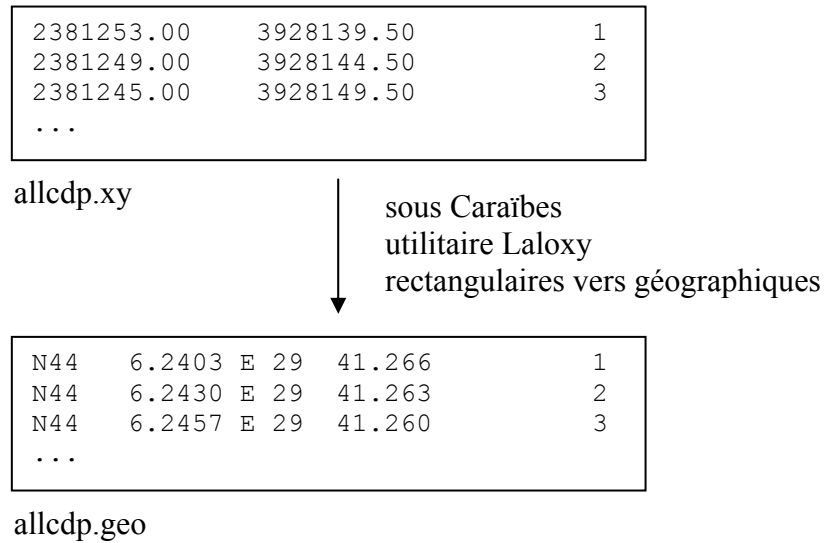 2381253.00 3928139.50 1
2381249.00 3928144.50 2
2381245.00 3928149.50 3
...
allcdp.xy
sous Caraïbes
utilitaire Laloxy
rectangulaires vers géographiques
N44 6.2403 E 29 41.266 1
N44 6.2430 E 29 41.263 2
N44 6.2457 E 29 41.260 3
...
allcdp.geo